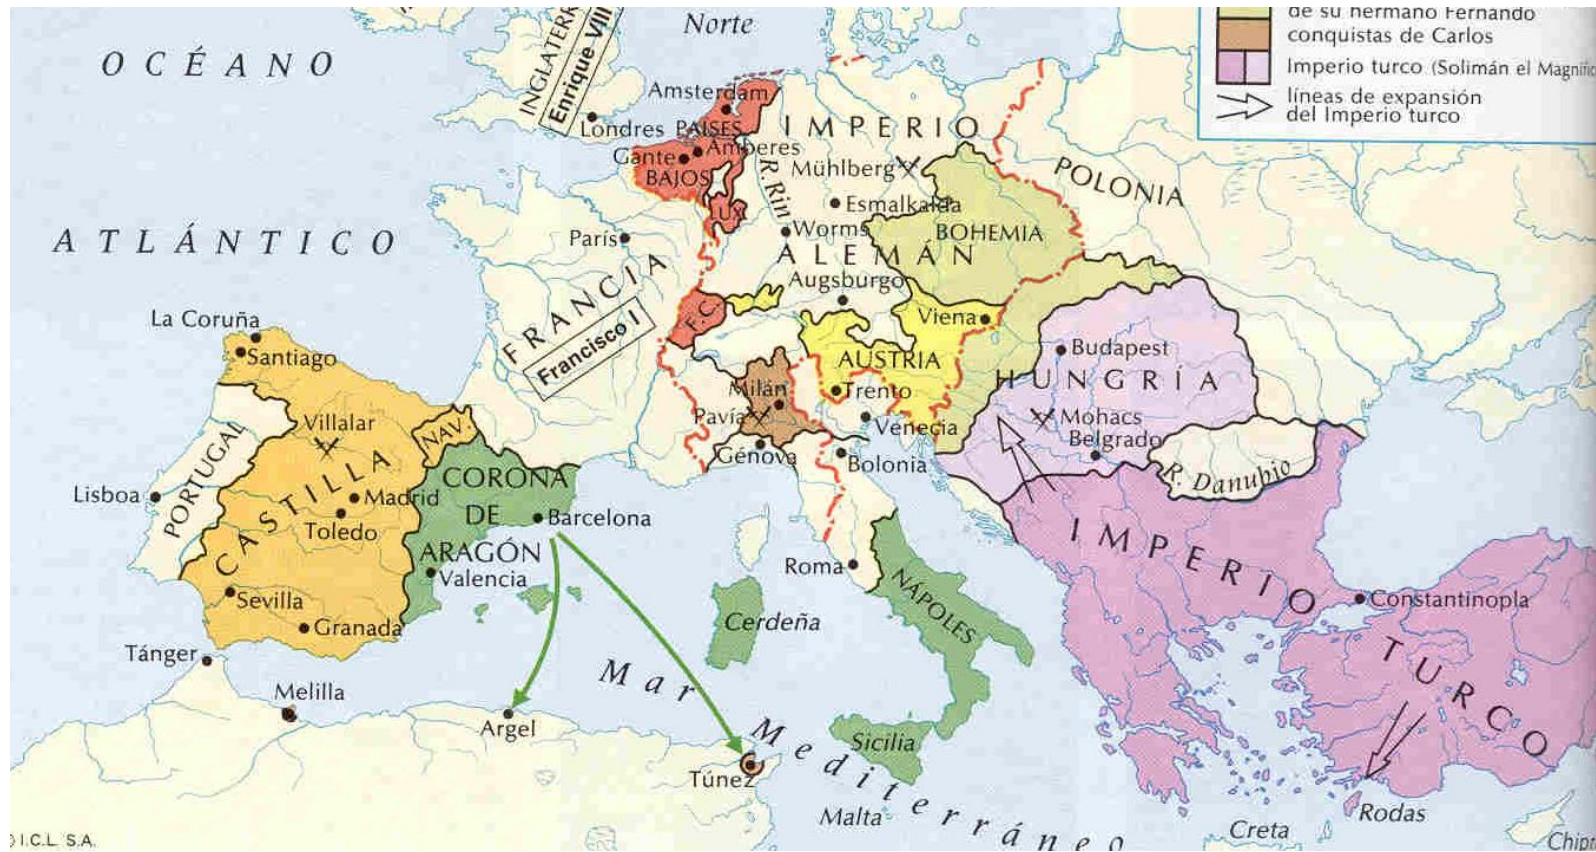 de su hermano Fernando
conquistas de Carlos
Imperio turco (Solimán el Magnífic
líneas de expansión
del Imperio turco
OCÉANO
ATLÁNTICO
Norte
INGLATERR
Enrique VIII
Londres
Amsterdam
PAISES
Amberes
Gante
BAJOS
LUX
R. Rin
IMPERIO
ALEMÁN
Mühlberg
Esmalkalda
Worms
Augsburgo
BOHEMIA
POLONIA
París
FRANCIA
Francisco I
F.C.
Viena
AUSTRIA
Trento
Milán
Pavía
Venecia
Génova
Bolonia
Budapest
HUNGRÍA
Mohacs
Belgrado
R. Danubio
La Coruña
Santiago
Villalar
NAV.
PORTUGAL
Lisboa
CASTILLA
Madrid
Toledo
Sevilla
Granada
CORONA
DE
ARAGÓN
Barcelona
Valencia
Roma
NÁPOLES
Cerdeña
Sicilia
Tánger
Melilla
Argel
Túnez
Malta
Mar Mediterráneo
IMPERIO TURCO
Constantinopla
Rodas
Creta
Chipr
I.C.L. S.A.